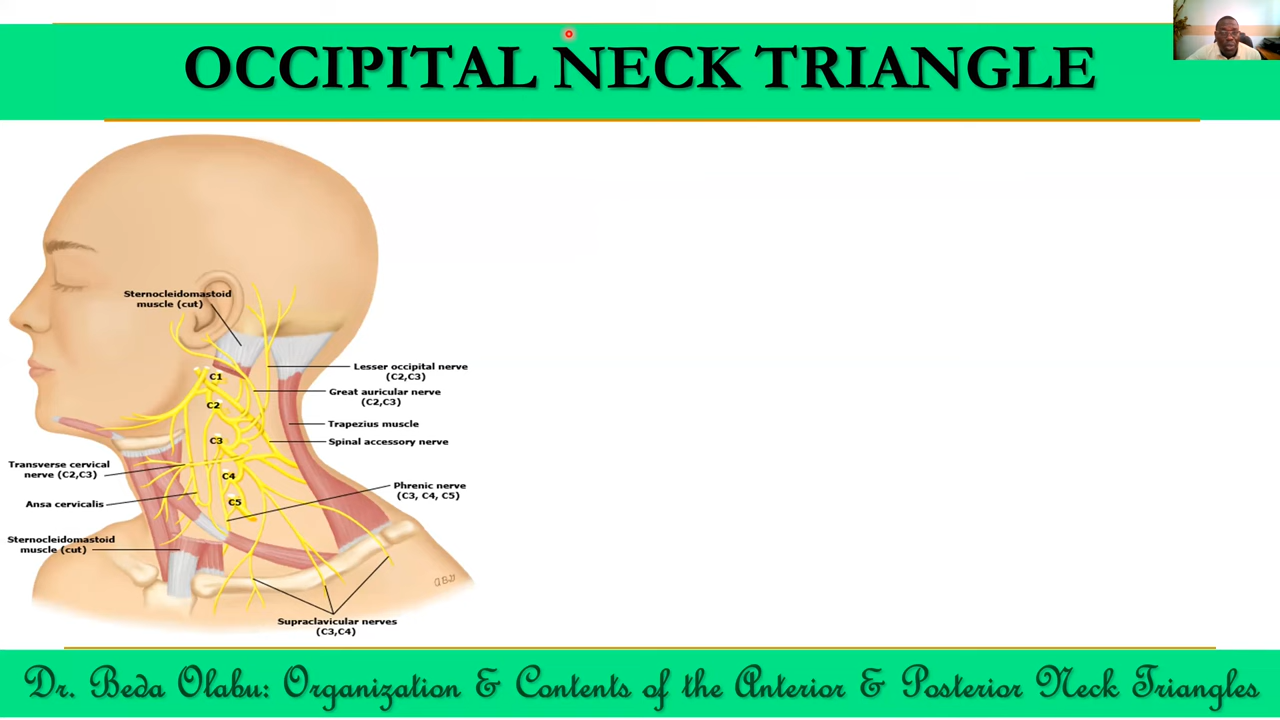 OCCIPITAL NECK TRIANGLE
Sternocleidomastoid
muscle (cut)
C1
Lesser occipital nerve
(C2,C3)
Great auricular nerve
(C2,C3)
C2
Trapezius muscle
C3
Spinal accessory nerve
Transverse cervical
nerve (C2,C3)
C4
Phrenic nerve
(C3, C4, C5)
Ansa cervicalis
C5
Sternocleidomastoid
muscle (cut)
Supraclavicular nerves
(C3,C4)
Dr. Beda Olabu: Organization & Contents of the Anterior & Posterior Neck Triangles